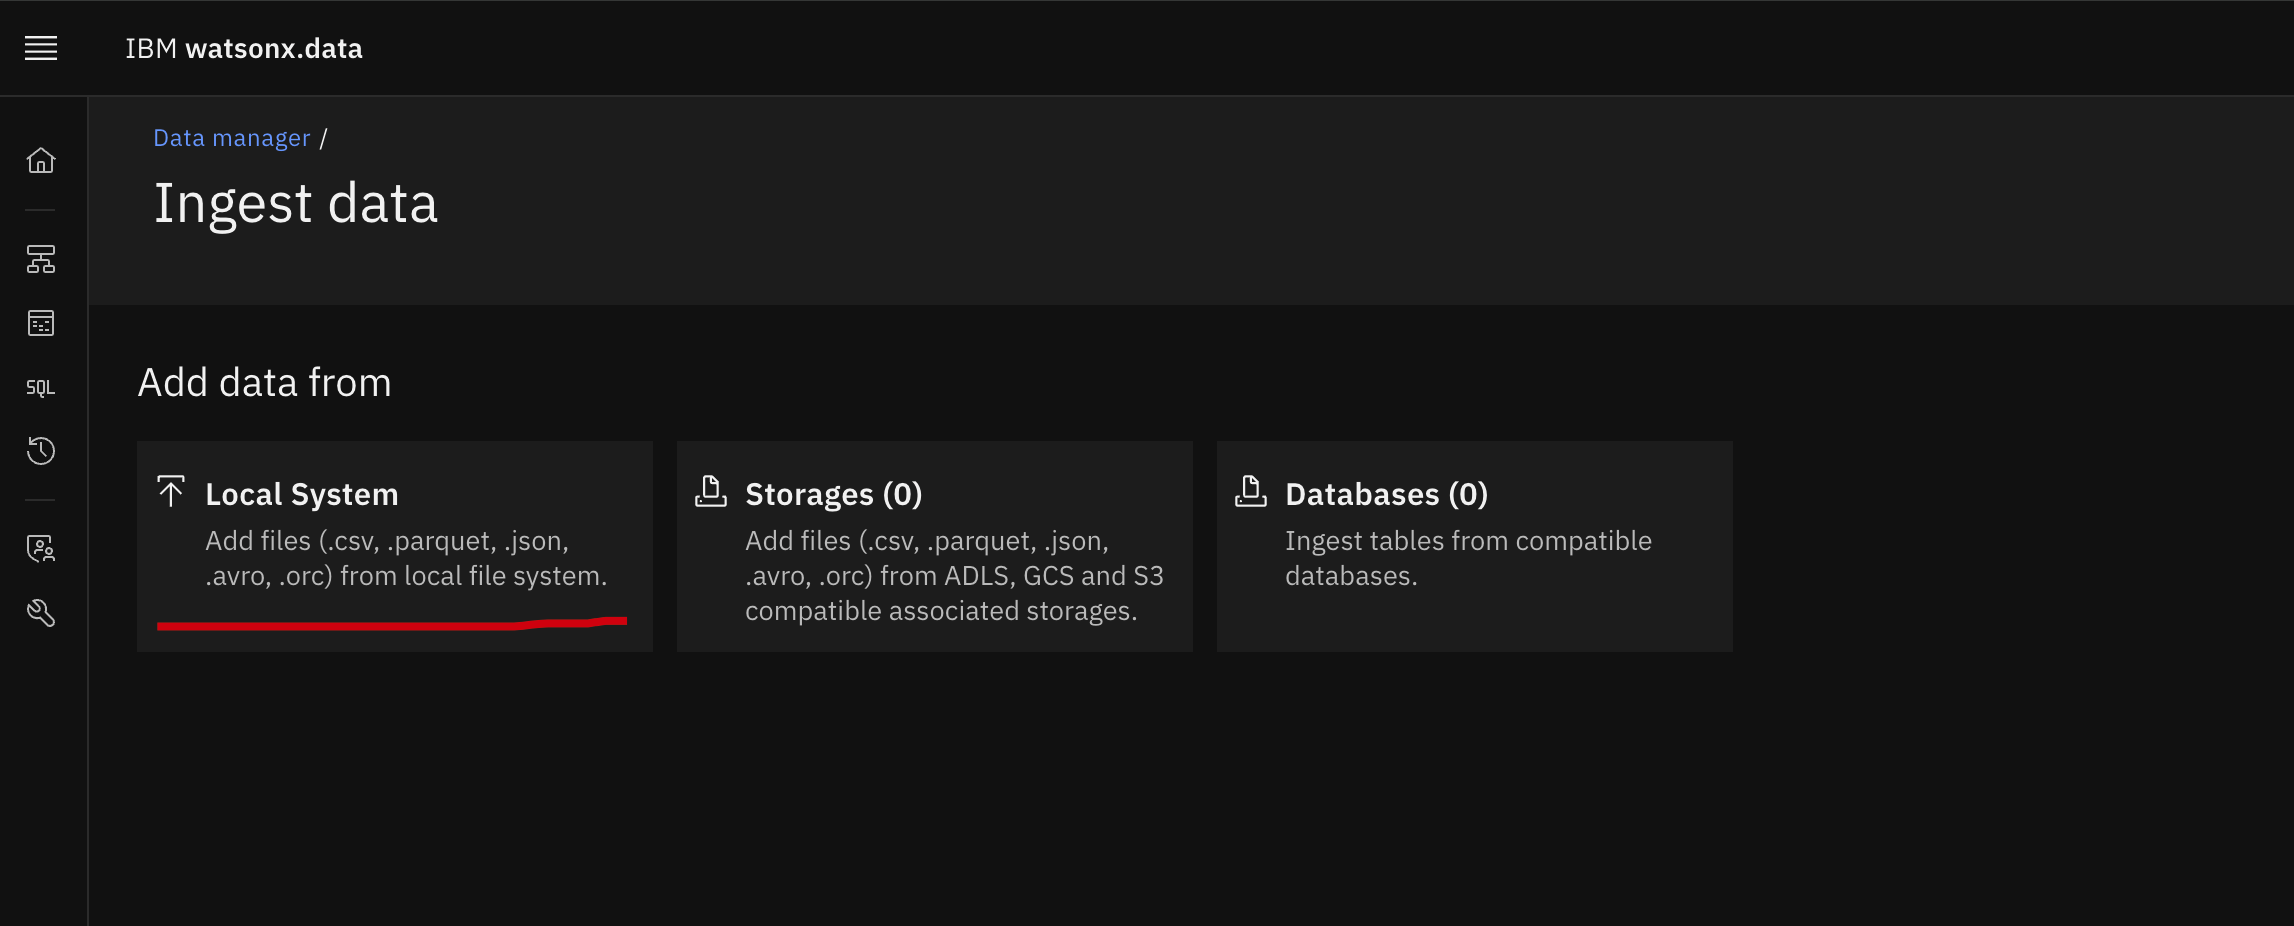 IBM watsonx.data
Data manager /
Ingest data
SQL
Add data from
Local System
Add files (.csv, .parquet, .json,
.avro, .orc) from local file system.
Storages (0)
Add files (.csv, .parquet, .json,
.avro, .orc) from ADLS, GCS and S3
compatible associated storages.
Databases (0)
Ingest tables from compatible
databases.